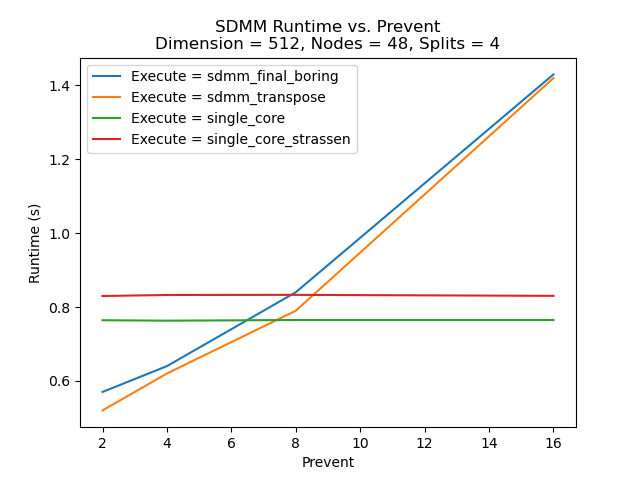 SDMM Runtime vs. Prevent
Dimension = 512, Nodes = 48, Splits = 4
Execute = sdmm_final_boring
Execute = sdmm_transpose
Execute = single_core
Execute = single_core_strassen
Runtime (s)
1.4
1.2
1.0
0.8
0.6
2 4 6 8 10 12 14 16
Prevent